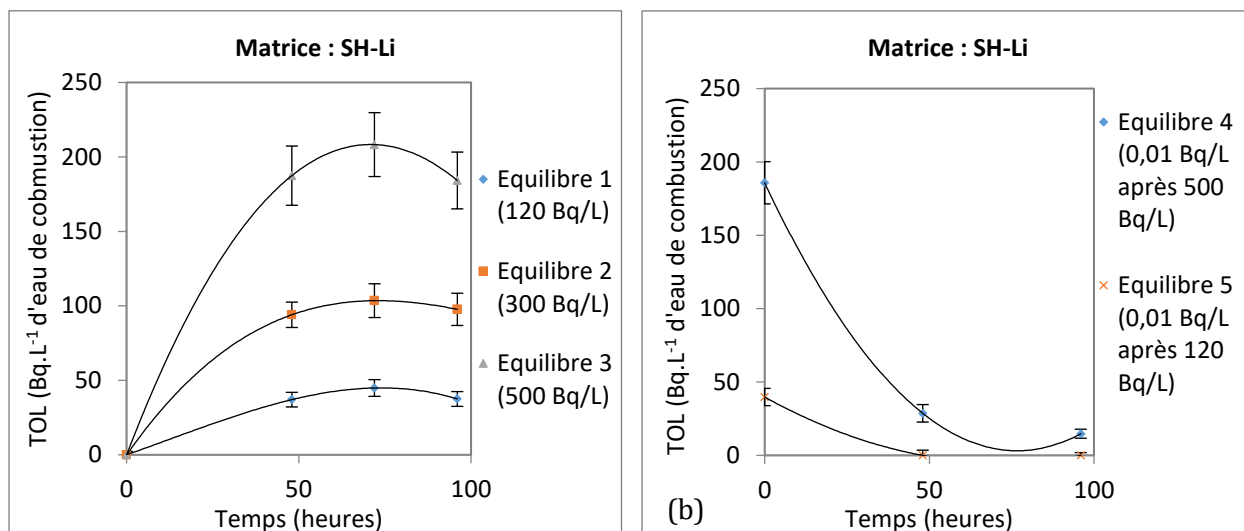 Matrice : SH-Li
TOL (Bq.L-1 d'eau de cobmustion)
250
200
150
100
50
0
0
50
100
Temps (heures)
Equilibre 1
(120 Bq/L)
Equilibre 2
(300 Bq/L)
Equilibre 3
(500 Bq/L)
Matrice : SH-Li
TOL (Bq.L-1 d'eau de combustion)
250
200
150
100
50
0
0
50
100
(b)
Temps (heures)
Equilibre 4
(0,01 Bq/L
après 500
Bq/L)
Equilibre 5
(0,01 Bq/L
après 120
Bq/L)